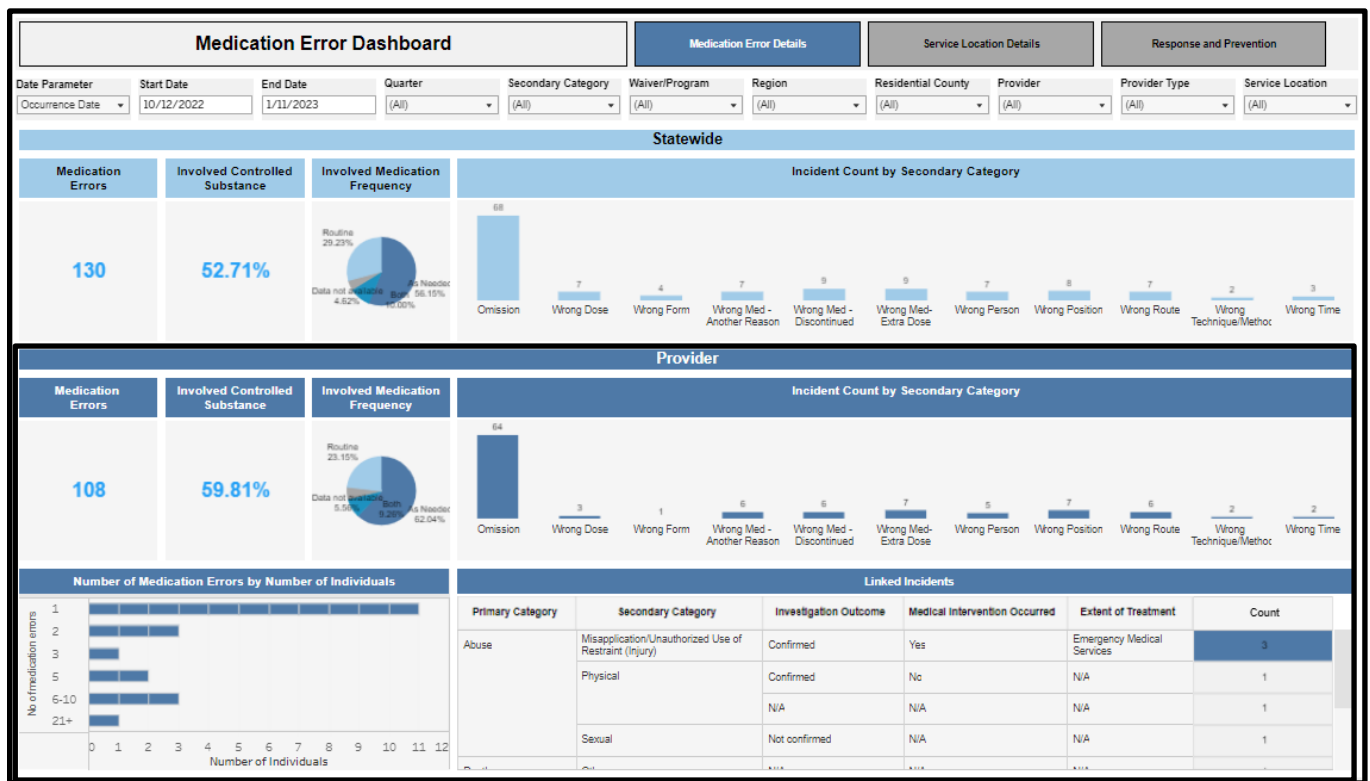 Medication Error Dashboard
Medication Error Details
Service Location Details
Response and Prevention
Date Parameter Start Date End Date Quarter Secondary Category Waiver/Program Region Residential County Provider Provider Type Service Location
Occurrence Date 10/12/2022 1/11/2023 (All) (All) (All) (All) (All) (All) (All) (All)
Statewide
Medication
Errors
Involved Controlled
Substance
Involved Medication
Frequency
Incident Count by Secondary Category
130
52.71%
Routine
29.23%
Data not available
4.62%
Both
10.00%
As Needed
56.15%
68 7 4 7 9 9 7 8 7 2 3
Omission
Wrong Dose
Wrong Form
Wrong Med -
Another Reason
Wrong Med -
Discontinued
Wrong Med-
Extra Dose
Wrong Person
Wrong Position
Wrong Route
Wrong
Technique/Methoc
Wrong Time
Provider
Medication
Errors
Involved Controlled
Substance
Involved Medication
Frequency
Incident Count by Secondary Category
108
59.81%
Routine
23.15%
Data not available
5.56%
Both
9.26%
As Needed
62.04%
64 3 1 6 6 7 5 7 6 2 2
Omission
Wrong Dose
Wrong Form
Wrong Med -
Another Reason
Wrong Med -
Discontinued
Wrong Med-
Extra Dose
Wrong Person
Wrong Position
Wrong Route
Wrong
Technique/Methoc
Wrong Time
Number of Medication Errors by Number of Individuals
No of medication errors
1
2
3
5
6-10
21+
0 1 2 3 4 5 6 7 8 9 10 11 12
Number of Individuals
Linked Incidents
Primary Category Secondary Category Investigation Outcome Medical Intervention Occurred Extent of Treatment Count
Abuse
Misapplication/Unauthorized Use of
Restraint (Injury)
Confirmed Yes
Emergency Medical
Services
3
Physical Confirmed No N/A 1
N/A N/A N/A 1
Sexual Not confirmed N/A N/A 1